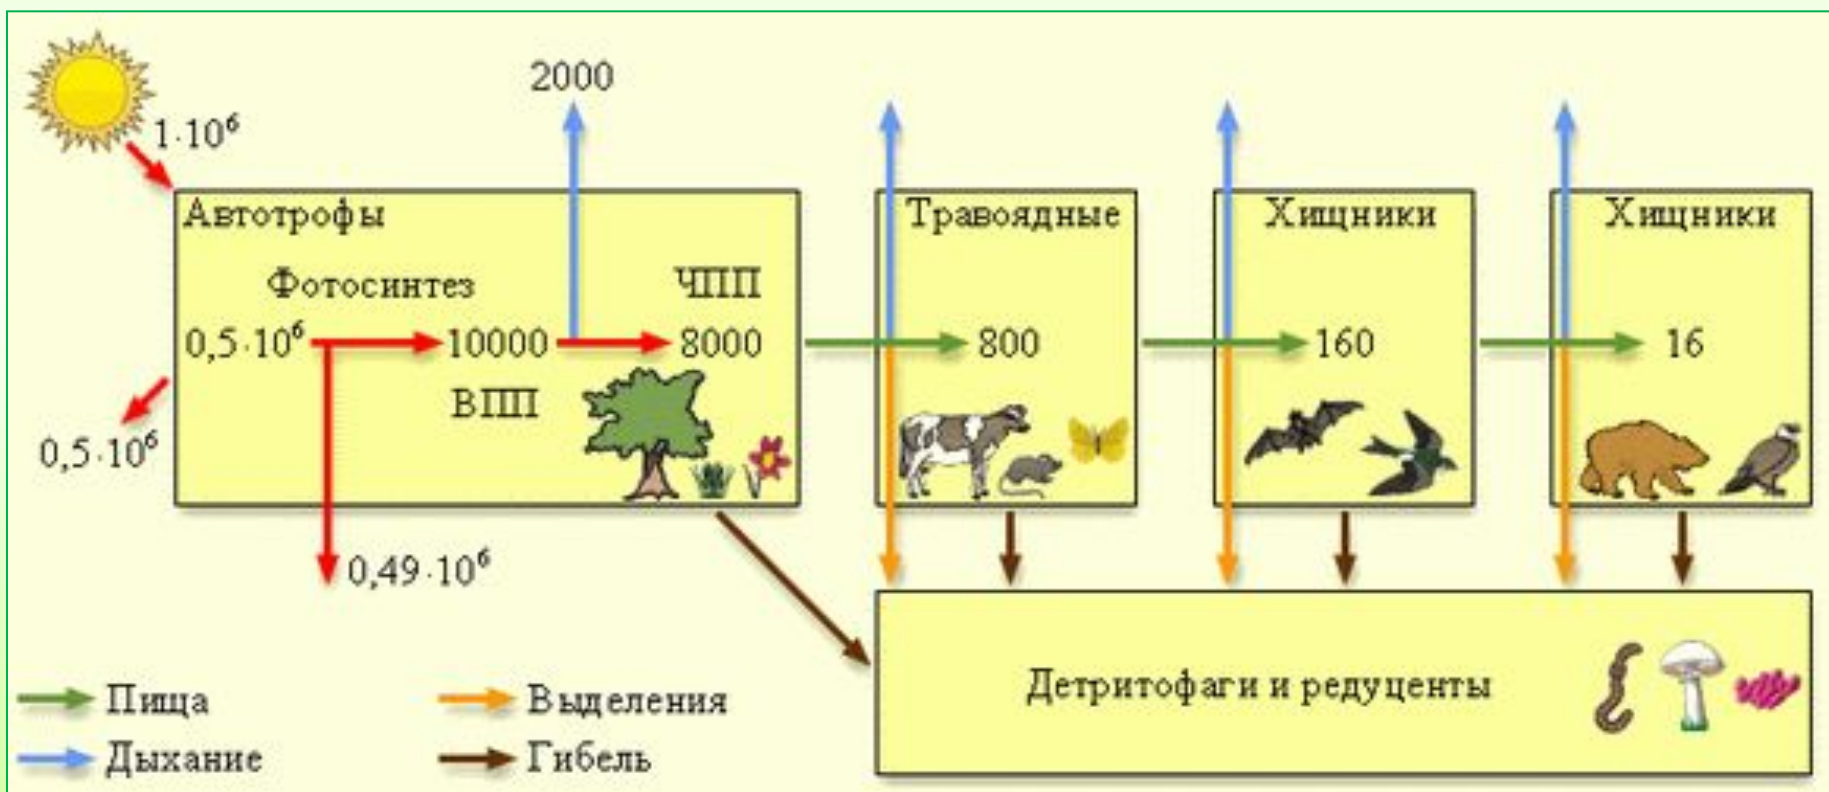 2000
1·10⁶
Автотрофы
Травоядные
Хищники
Хищники
Фотосинтез
ЧПП
0,5·10⁶
10000
8000
800
160
16
ВПП
0,5·10⁶
0,49·10⁶
Детритофаги и редуценты
Пища
Выделения
Дыхание
Гибель